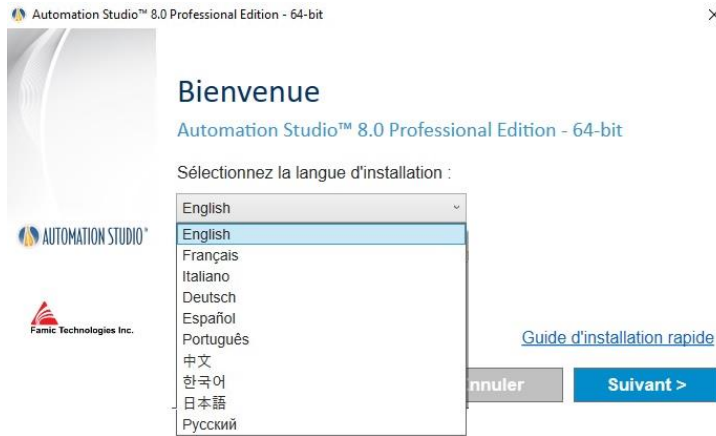 Automation Studio™ 8.0 Professional Edition - 64-bit
Bienvenue
Automation Studio™ 8.0 Professional Edition - 64-bit
Sélectionnez la langue d'installation :
English
English
Français
Italiano
Deutsch
Español
Português
中文
한국어
日本語
Русский
AUTOMATION STUDIO®
Famic Technologies Inc.
Guide d'installation rapide
nnuler
Suivant >